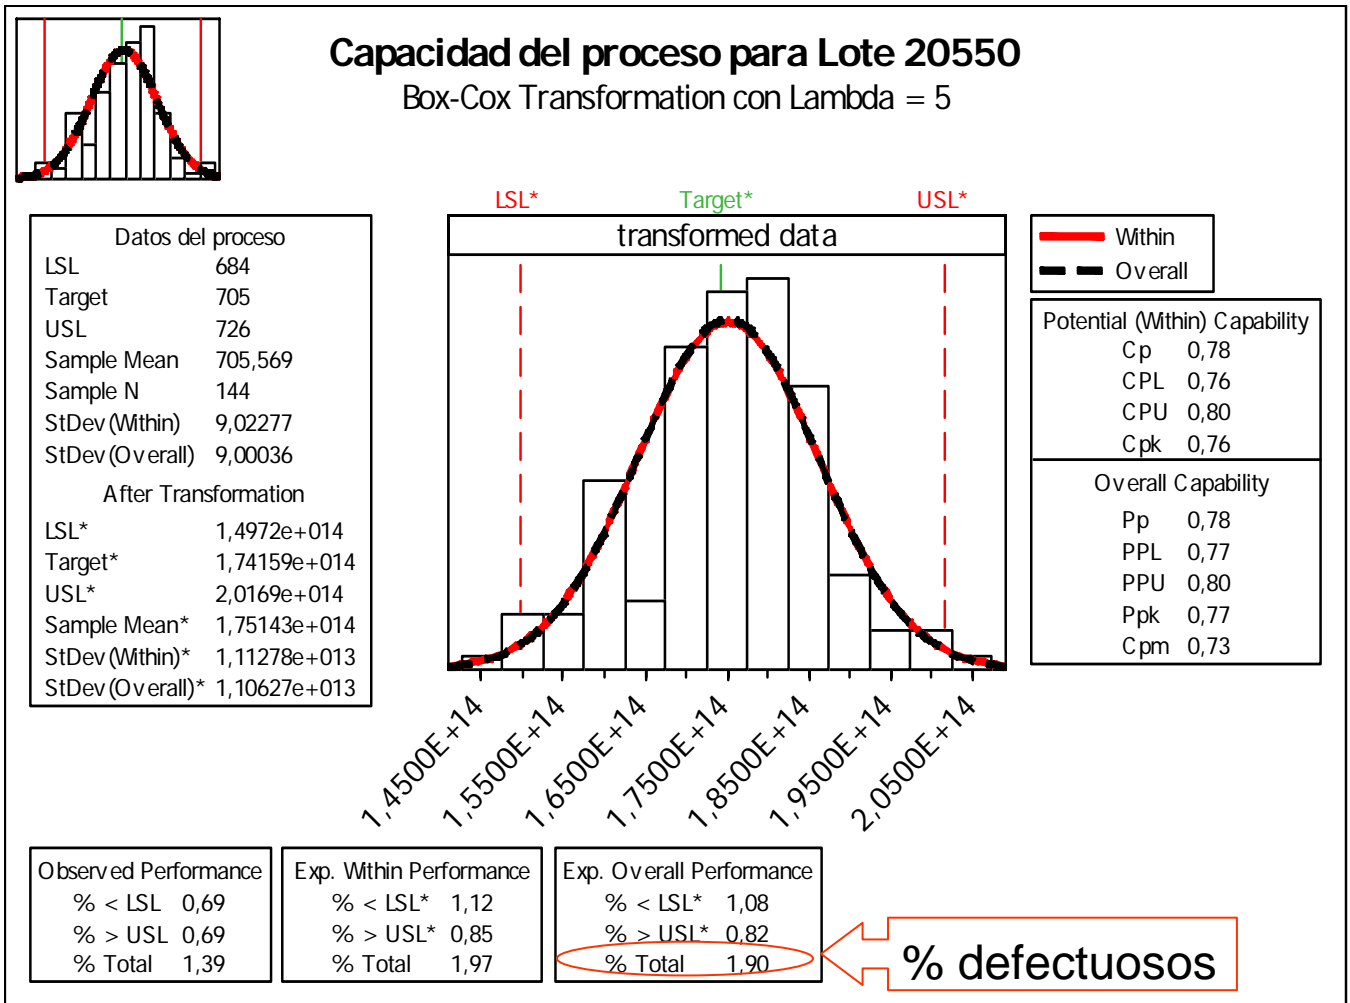 Capacidad del proceso para Lote 20550
Box-Cox Transformation con Lambda = 5
Datos del proceso
LSL 684
Target 705
USL 726
Sample Mean 705,569
Sample N 144
StDev(Within) 9,02277
StDev(Overall) 9,00036
After Transformation
LSL* 1,4972e+014
Target* 1,74159e+014
USL* 2,0169e+014
Sample Mean* 1,75143e+014
StDev(Within)* 1,11278e+013
StDev(Overall)* 1,10627e+013
LSL* Target* USL*
transformed data
1,4500E+14 1,5500E+14 1,6500E+14 1,7500E+14 1,8500E+14 1,9500E+14 2,0500E+14
Within
Overall
Potential (Within) Capability
Cp 0,78
CPL 0,76
CPU 0,80
Cpk 0,76
Overall Capability
Pp 0,78
PPL 0,77
PPU 0,80
Ppk 0,77
Cpm 0,73
Observed Performance
% < LSL 0,69
% > USL 0,69
% Total 1,39
Exp. Within Performance
% < LSL* 1,12
% > USL* 0,85
% Total 1,97
Exp. Overall Performance
% < LSL* 1,08
% > USL* 0,82
% Total 1,90
% defectuosos